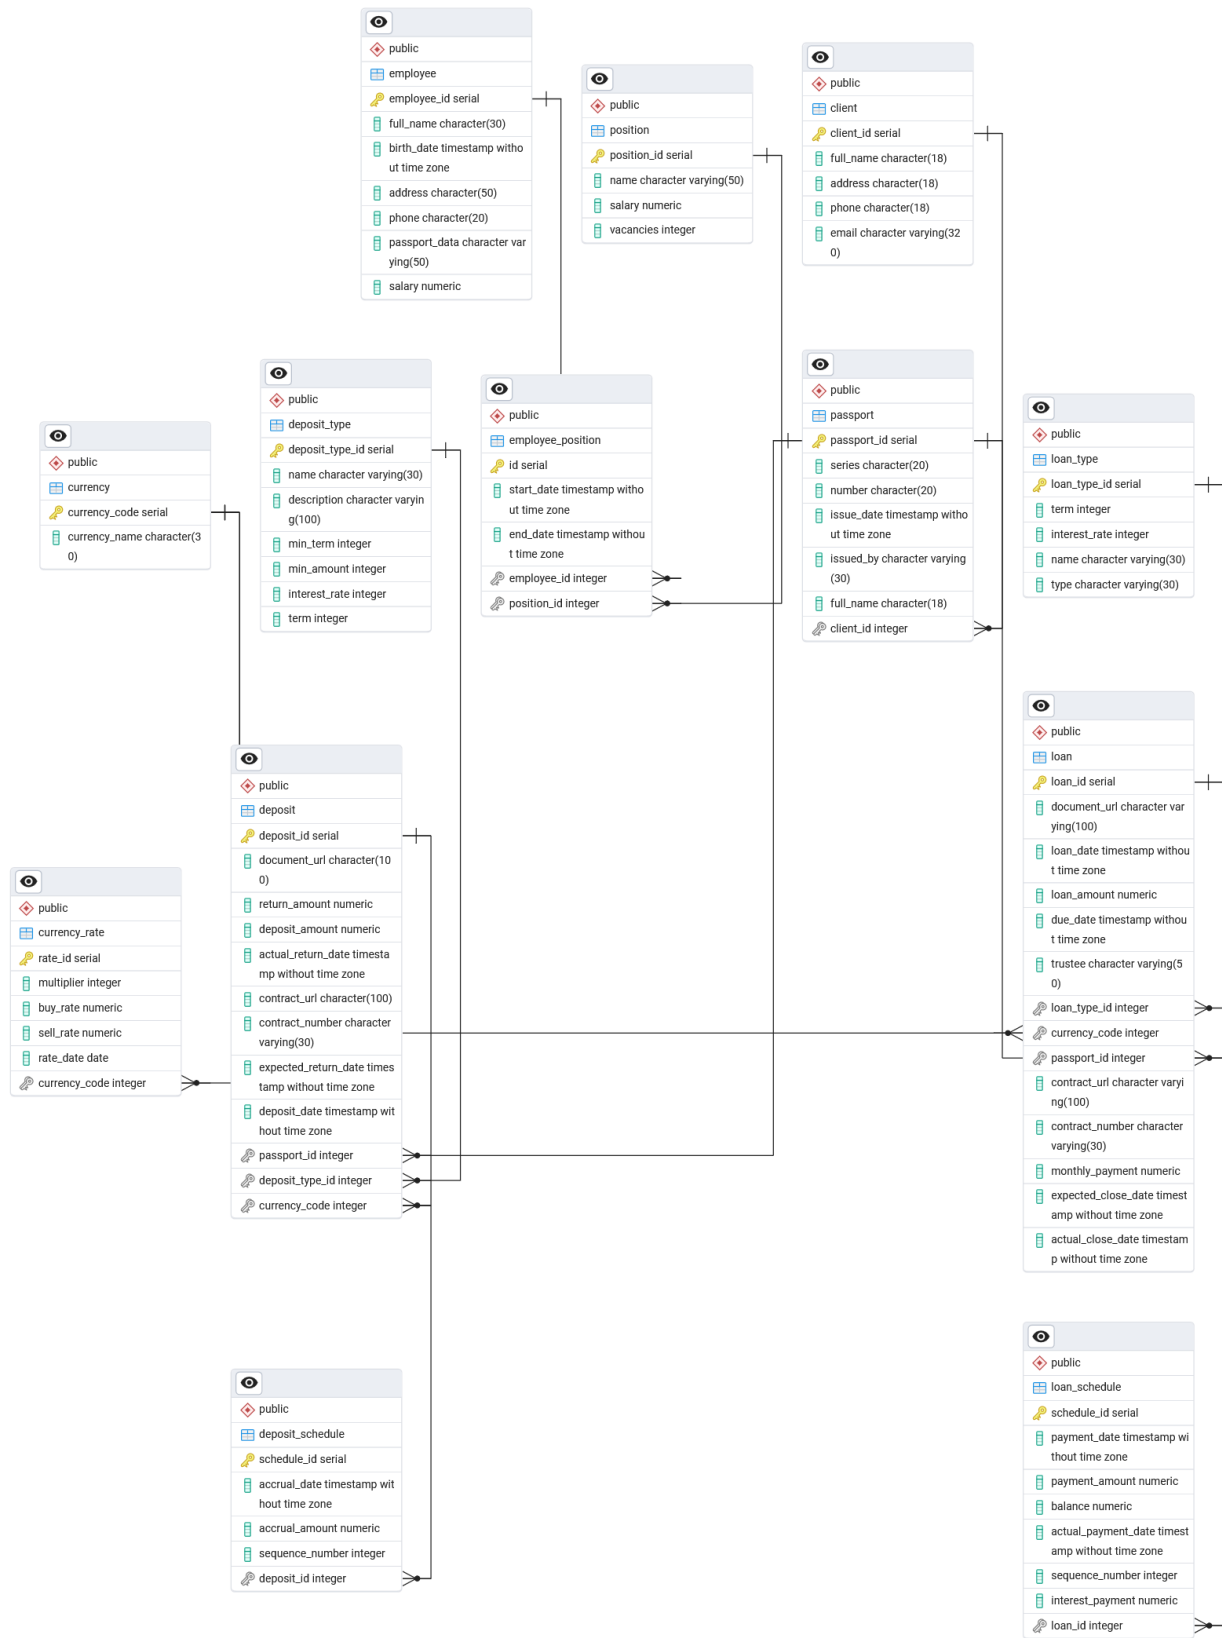 public
employee
employee_id serial
full_name character(30)
birth_date timestamp witho
ut time zone
address character(50)
phone character(20)
passport_data character var
ying(50)
salary numeric
public
position
position_id serial
name character varying(50)
salary numeric
vacancies integer
public
client
client_id serial
full_name character(18)
address character(18)
phone character(18)
email character varying(32
0)
public
currency
currency_code serial
currency_name character(3
0)
public
deposit_type
deposit_type_id serial
name character varying(30)
description character varyin
g(100)
min_term integer
min_amount integer
interest_rate integer
term integer
public
employee_position
id serial
start_date timestamp witho
ut time zone
end_date timestamp withou
t time zone
employee_id integer
position_id integer
public
passport
passport_id serial
series character(20)
number character(20)
issue_date timestamp witho
ut time zone
issued_by character varying
(30)
full_name character(18)
client_id integer
public
loan_type
loan_type_id serial
term integer
interest_rate integer
name character varying(30)
type character varying(30)
public
currency_rate
rate_id serial
multiplier integer
buy_rate numeric
sell_rate numeric
rate_date date
currency_code integer
public
deposit
deposit_id serial
document_url character(10
0)
return_amount numeric
deposit_amount numeric
actual_return_date timesta
mp without time zone
contract_url character(100)
contract_number character
varying(30)
expected_return_date times
tamp without time zone
deposit_date timestamp wit
hout time zone
passport_id integer
deposit_type_id integer
currency_code integer
public
loan
loan_id serial
document_url character var
ying(100)
loan_date timestamp withou
t time zone
loan_amount numeric
due_date timestamp withou
t time zone
trustee character varying(5
0)
loan_type_id integer
currency_code integer
passport_id integer
contract_url character varyi
ng(100)
contract_number character
varying(30)
monthly_payment numeric
expected_close_date timest
amp without time zone
actual_close_date timestam
p without time zone
public
deposit_schedule
schedule_id serial
accrual_date timestamp wit
hout time zone
accrual_amount numeric
sequence_number integer
deposit_id integer
public
loan_schedule
schedule_id serial
payment_date timestamp wi
thout time zone
payment_amount numeric
balance numeric
actual_payment_date timest
amp without time zone
sequence_number integer
interest_payment numeric
loan_id integer